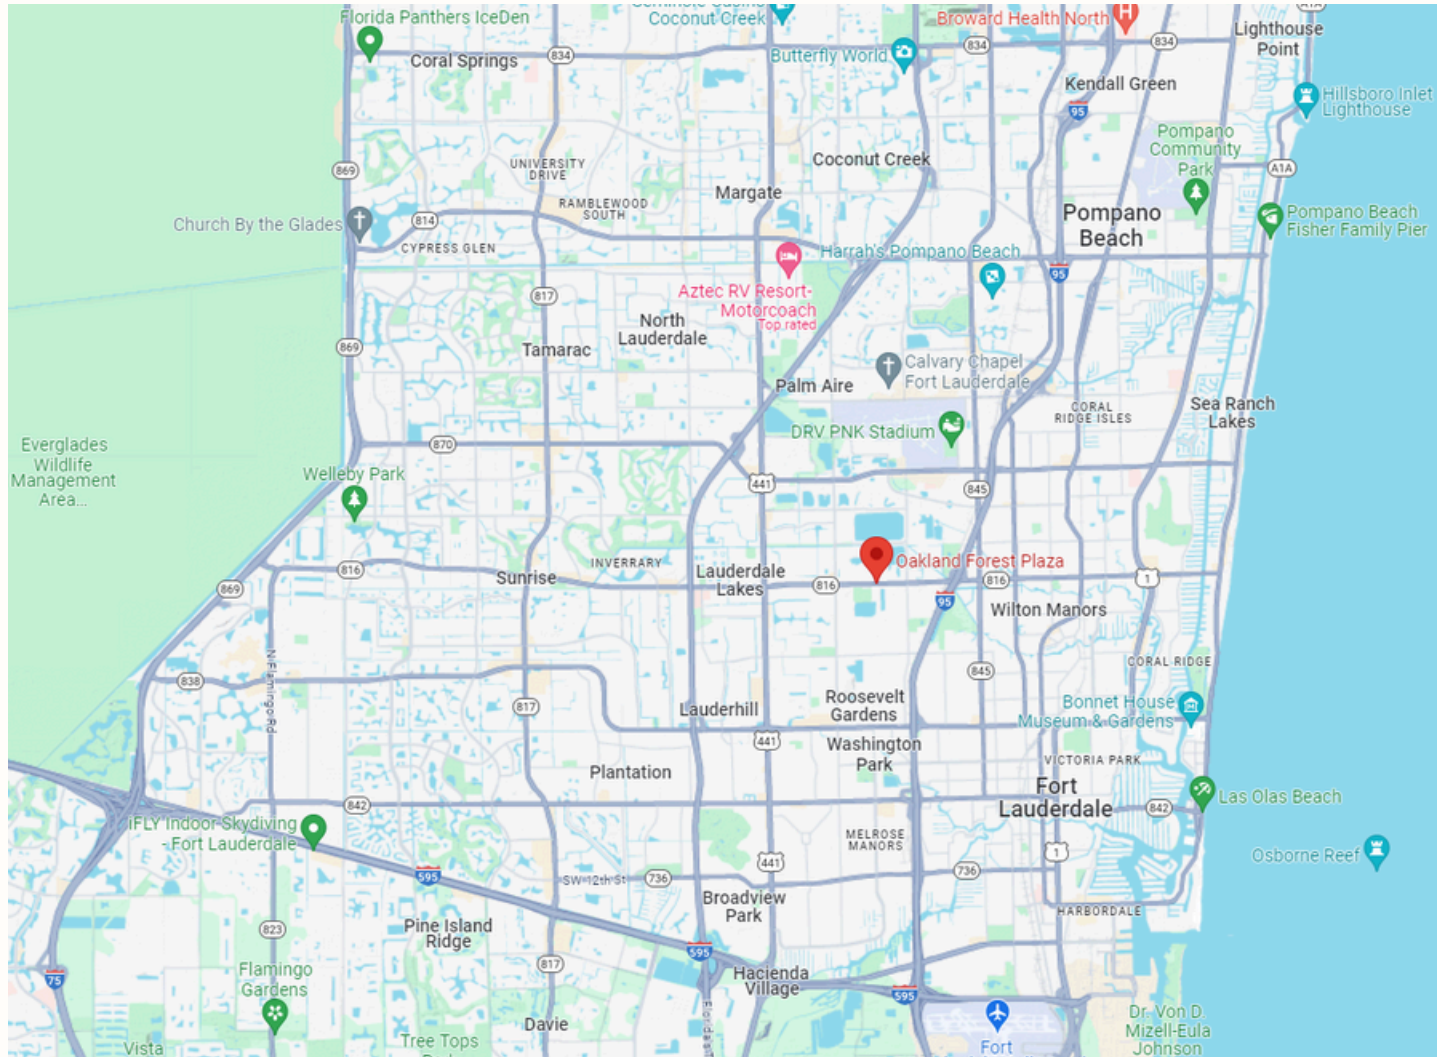 Florida Panthers IceDen
Coconut Creek
Broward Health North
H
A1A
Lighthouse
Point
834
Coral Springs
Butterfly World
834
834
Kendall Green
95
Hillsboro Inlet
Lighthouse
Pompano
Community
Park
869
UNIVERSITY
DRIVE
Coconut Creek
A1A
Margate
RAMBLEWOOD
SOUTH
Church By the Glades
814
Pompano
Beach
Pompano Beach
Fisher Family Pier
CYPRESS GLEN
Harrah's Pompano Beach
95
Aztec RV Resort-
Motorcoach
Top rated
817
North
Lauderdale
869
Tamarac
Calvary Chapel
Fort Lauderdale
Palm Aire
CORAL
RIDGE ISLES
Sea Ranch
Lakes
DRV PNK Stadium
Everglades
Wildlife
Management
Area...
870
Welleby Park
441
845
Oakland Forest Plaza
INVERRARY
816
Sunrise
Lauderdale
Lakes
816
816
1
869
95
Wilton Manors
N Flamingo Rd
CORAL RIDGE
838
845
817
Lauderhill
Roosevelt
Gardens
Bonnet House
Museum & Gardens
441
Washington
Park
VICTORIA PARK
Plantation
Fort
Lauderdale
842
842
Las Olas Beach
iFLY Indoor Skydiving
- Fort Lauderdale
MELROSE
MANORS
1
Osborne Reef
441
595
SW 12th St
736
736
Broadview
Park
HARBORDALE
823
Pine Island
Ridge
595
817
75
Flamingo
Gardens
Hacienda
Village
595
Davie
Dr. Von D.
Mizell-Eula
Johnson
Tree Tops
Vista
Fort